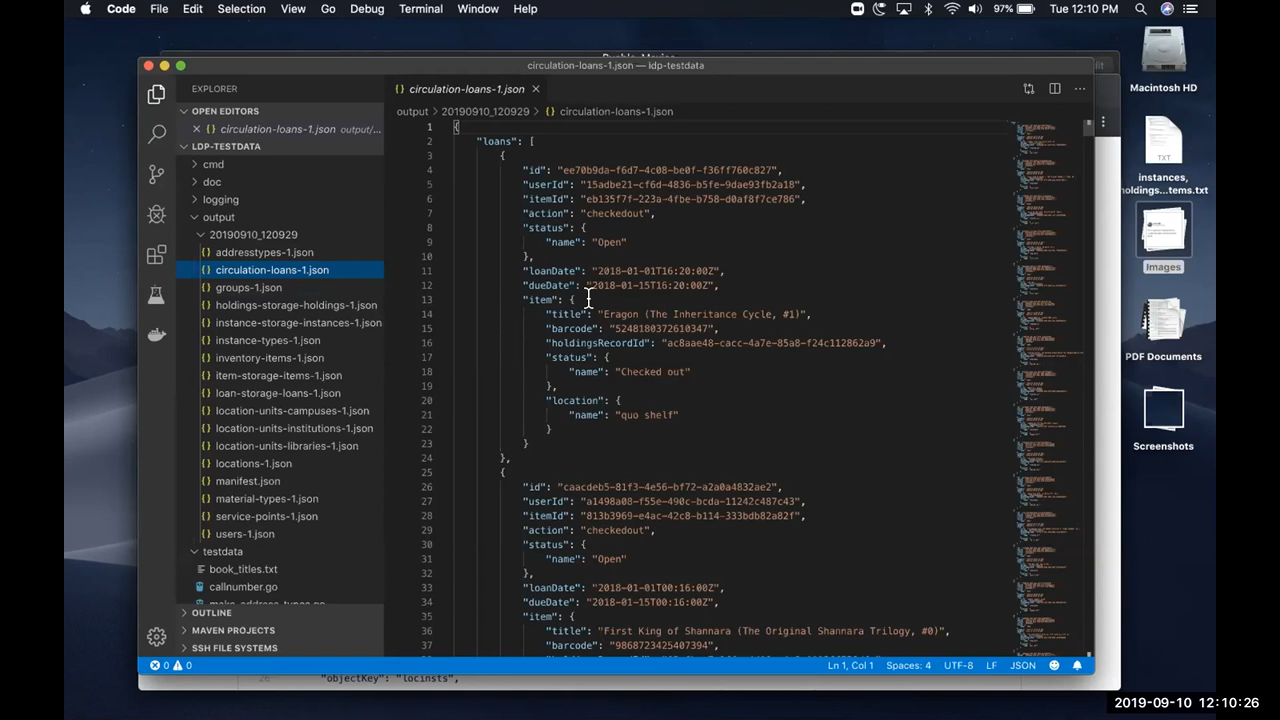 Code File Edit Selection View Go Debug Terminal Window Help 97% Tue 12:10 PM
circulation-loans-1.json — ldp-testdata
EXPLORER
circulation-loans-1.json
OPEN EDITORS
circulation-loans-1.json output/...
LDP-TESTDATA
cmd
doc
logging
output
20190910_120929
addresstypes-1.json
circulation-loans-1.json
groups-1.json
holdings-storage-holdings-1.json
instance-storage-instances-1.json
instance-types-1.json
inventory-items-1.json
item-storage-items-1.json
loan-storage-loans-1.json
location-units-campuses-1.json
location-units-institutions-1.json
location-units-libraries-1.json
locations-1.json
manifest.json
material-types-1.json
service-points-1.json
users-1.json
testdata
book_titles.txt
callnumber.go
make_address_types.go
OUTLINE
MAVEN PROJECTS
SSH FILE SYSTEMS
output > 20190910_120929 > {} circulation-loans-1.json
1 {
2 "loans": [
3 {
4 "id": "ee70b9da-f6d7-4c08-be0f-f36ff760c827",
5 "userId": "15adbe21-cf6d-4836-b5fe-9dae93fb2a18",
6 "itemId": "eb135f7f-223a-4fbe-b758-d0af8f7ce786",
7 "action": "checkedout",
8 "status": {
9 "name": "Open"
10 },
11 "loanDate": "2018-01-01T16:20:00Z",
12 "dueDate": "2018-01-15T16:20:00Z",
13 "item": {
14 "title": "Eragon (The Inheritance Cycle, #1)",
15 "barcode": "5248180372610247",
16 "holdingsRecordId": "ac8aae48-cacc-4a7e-85a8-f24c112862a9",
17 "status": {
18 "name": "Checked out"
19 },
20 "location": {
21 "name": "quo shelf"
22 }
23 }
24 },
25 {
26 "id": "caacdeb5-81f3-4e56-bf72-a2a0a4832ae2",
27 "userId": "a1498a08-f55e-490c-bcda-11242ce37c43",
28 "itemId": "813b3969-e4ac-42c8-b114-333bdb82a82f",
29 "action": "checkedout",
30 "status": {
31 "name": "Open"
32 },
33 "loanDate": "2018-01-01T00:16:00Z",
34 "dueDate": "2018-01-15T00:16:00Z",
35 "item": {
36 "title": "First King of Shannara (The Original Shannara Trilogy, #0)",
"barcode": "9868723425407394",
0 0
Ln 1, Col 1 Spaces: 4 UTF-8 LF JSON
26 "objectKey": "locinsts",
Macintosh HD
TXT
instances,
holdings...tems.txt
Images
PDF Documents
Screenshots
2019-09-10 12:10:26